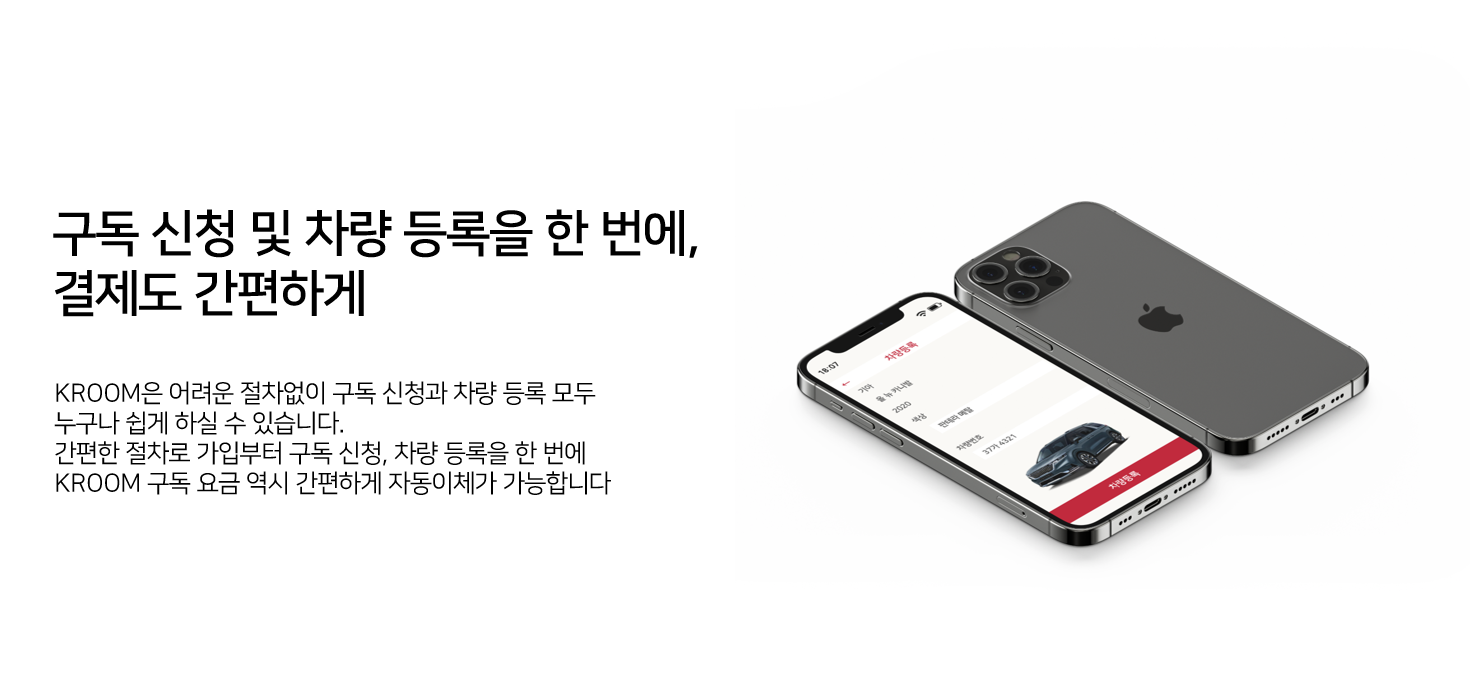 구독 신청 및 차량 등록을 한 번에,
결제도 간편하게
KROOM은 어려운 절차없이 구독 신청과 차량 등록 모두
누구나 쉽게 하실 수 있습니다.
간편한 절차로 가입부터 구독 신청, 차량 등록을 한 번에
KROOM 구독 요금 역시 간편하게 자동이체가 가능합니다
18:07
차량등록
기아
올 뉴 카니발
2020
색상
판테라 메탈
차량번호
37가 4321
차량등록